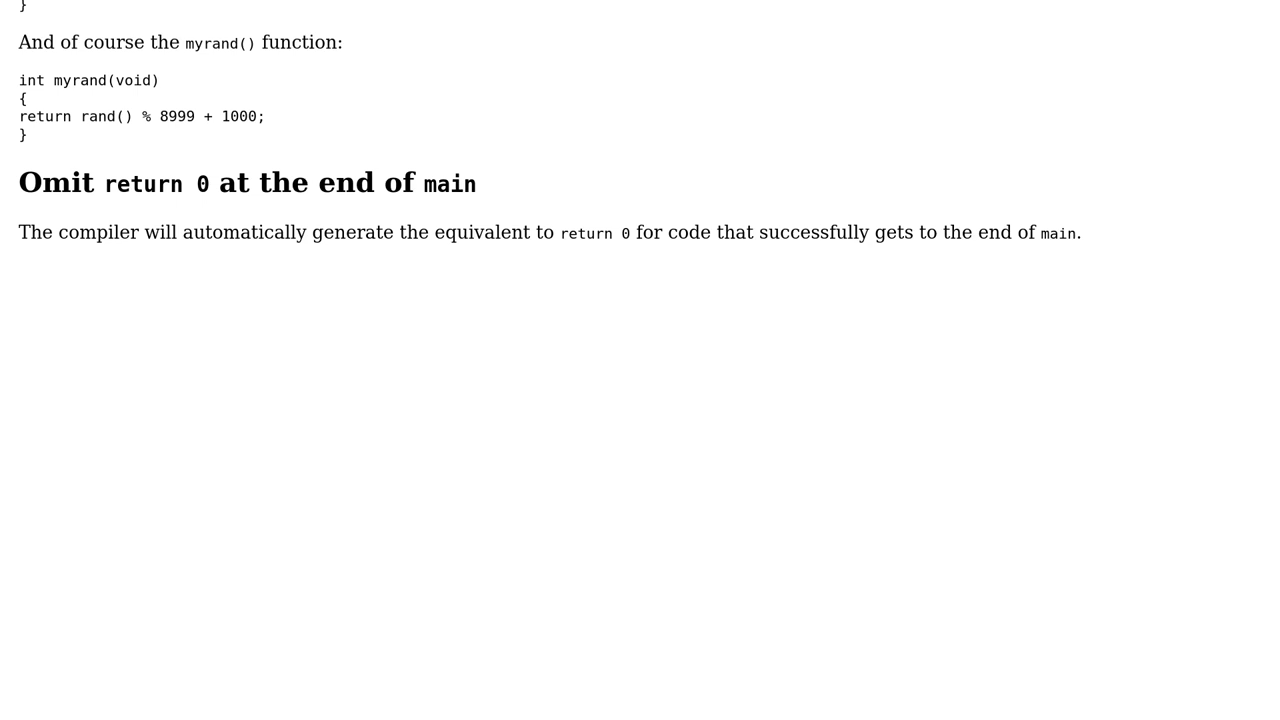 }
And of course the myrand() function:
int myrand(void)
{
return rand() % 8999 + 1000;
}
Omit return 0 at the end of main
The compiler will automatically generate the equivalent to return 0 for code that successfully gets to the end of main.